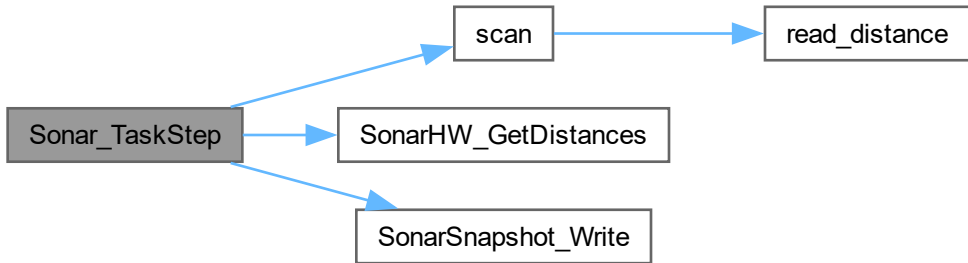 scan
read_distance
Sonar_TaskStep
SonarHW_GetDistances
SonarSnapshot_Write